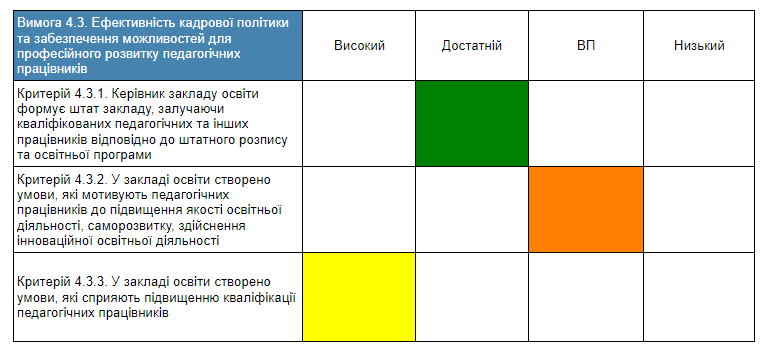 Вимога 4.3. Ефективність кадрової політики
та забезпечення можливостей для
професійного розвитку педагогічних
працівників
Високий
Достатній
ВП
Низький
Критерій 4.3.1. Керівник закладу освіти
формує штат закладу, залучаючи
кваліфікованих педагогічних та інших
працівників відповідно до штатного розпису
та освітньої програми
Критерій 4.3.2. У закладі освіти створено
умови, які мотивують педагогічних
працівників до підвищення якості освітньої
діяльності, саморозвитку, здійснення
інноваційної освітньої діяльності
Критерій 4.3.3. У закладі освіти створено
умови, які сприяють підвищенню кваліфікації
педагогічних працівників